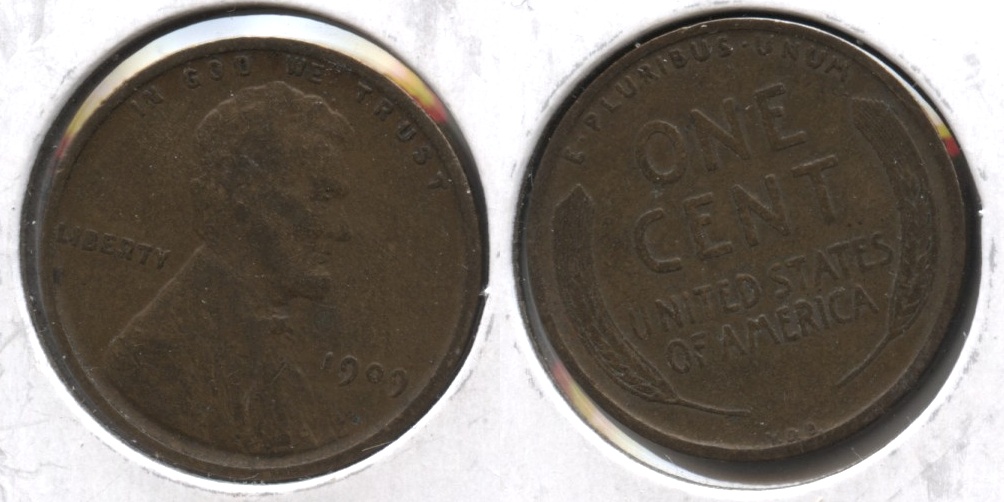 IN GOD WE TRUST
LIBERTY
1909
E·PLURIBUS·UNUM
ONE
CENT
UNITED STATES
OF AMERICA
V.D.B.